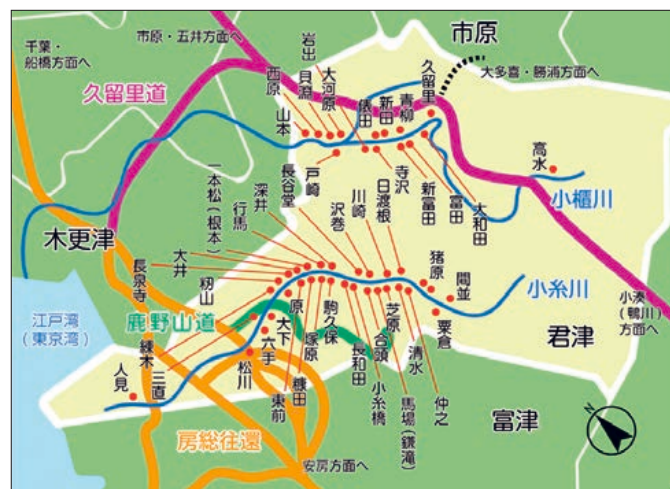 市原
千葉・
船橋方面へ
市原・五井方面へ
大多喜・勝浦方面へ
久留里道
岩出
大河原
貝淵
西原
山本
久留里
青柳
新田
俵田
高水
戸崎
寺沢
新富田
富田
大和田
小櫃川
長谷堂
深井
行馬
一本松(根本)
沢巻
川崎
日渡根
木更津
大井
籾山
長泉寺
猪原
間並
粟倉
小糸川
小湊
(鴨川)
方面へ
江戸湾
(東京湾)
鹿野山道
練木
三直
人見
松川
六手
大下
原
東前
塚原
糠田
駒久保
長和田
小糸橋
合頭
芝原
馬場(鎌滝)
清水
仲之
君津
富津
房総往還
安房方面へ
N